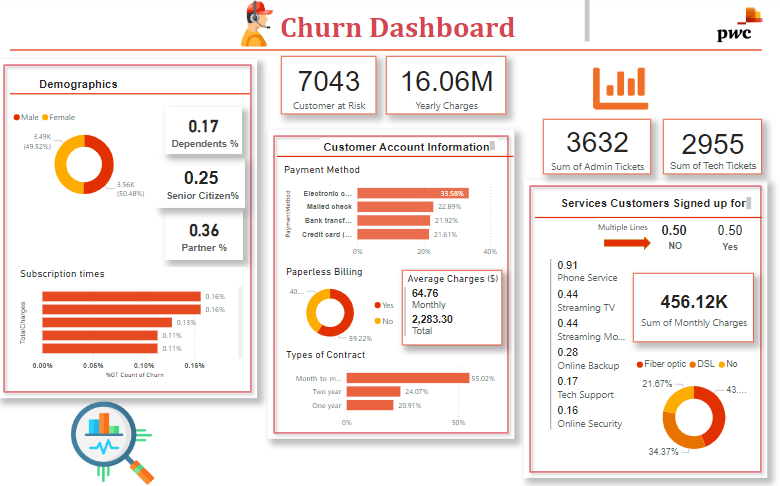 Churn Dashboard
pwc
Demographics
Male Female
3.49K
(49.52%)
3.56K
(50.48%)
0.17
Dependents %
0.25
Senior Citizen%
0.36
Partner %
Subscription times
TotalCharges
0.16%
0.16%
0.13%
0.11%
0.11%
0.00% 0.05% 0.10% 0.15%
%GT Count of Churn
7043
Customer at Risk
16.06M
Yearly Charges
Customer Account Information
Payment Method
PaymentMethod
Electronic c...
33.58%
Mailed check
22.89%
Bank transf...
21.92%
Credit card (...
21.61%
0% 20% 40%
Paperless Billing
40....
59.22%
Yes
No
Average Charges ($)
64.76
Monthly
2,283.30
Total
Types of Contract
Month-to-m...
55.02%
Two year
24.07%
One year
20.91%
0% 50%
3632
Sum of Admin Tickets
2955
Sum of Tech Tickets
Services Customers Signed up for
Multiple Lines
0.50
NO
0.50
Yes
0.91
Phone Service
0.44
Streaming TV
0.44
Streaming Mo...
0.28
Online Backup
0.17
Tech Support
0.16
Online Security
456.12K
Sum of Monthly Charges
Fiber optic DSL No
21.67%
43....
34.37%